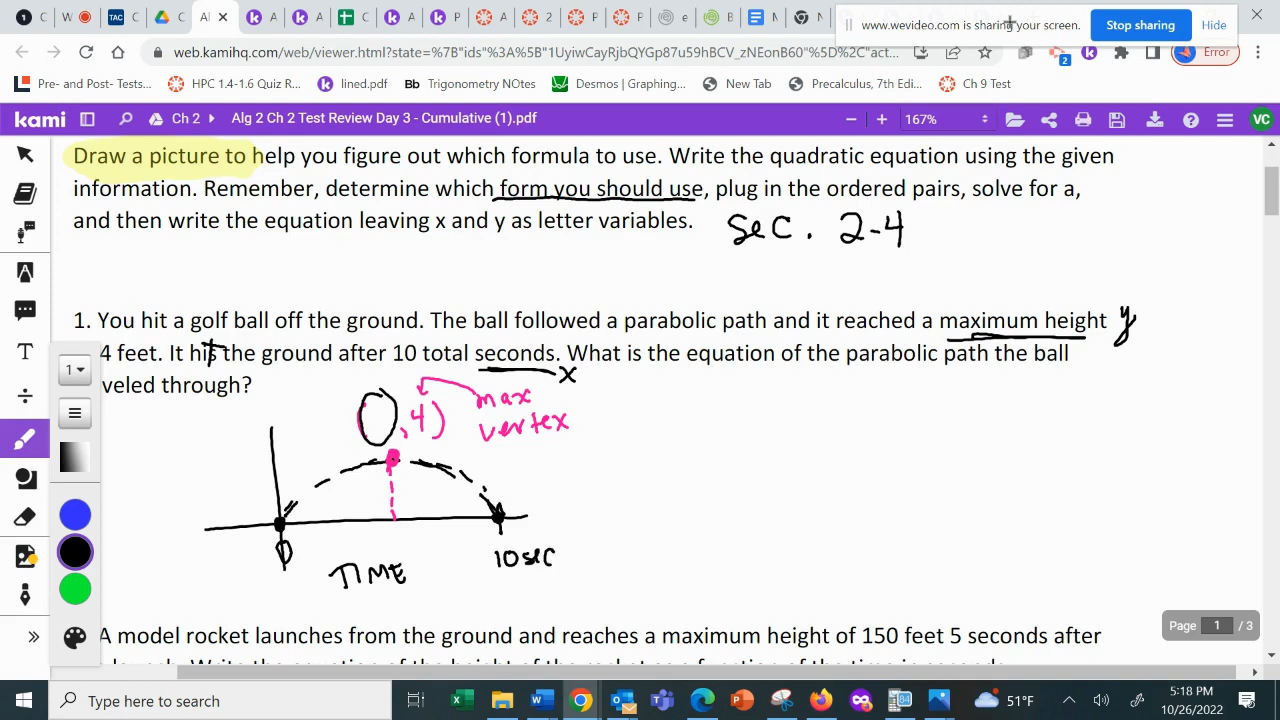 www.wevideo.com is sharing your screen. Stop sharing Hide
web.kamihq.com/web/viewer.html?state=%7B"ids"%3A%5B"1UyiwCayRjbQYGp87u59hBCV_zNEonB60"%5D%2C"act... Error
Pre- and Post- Tests... HPC 1.4-1.6 Quiz R... lined.pdf Bb Trigonometry Notes Desmos | Graphing... New Tab Precalculus, 7th Edi... Ch 9 Test
kami Ch 2 Alg 2 Ch 2 Test Review Day 3 - Cumulative (1).pdf 167% VC
Draw a picture to help you figure out which formula to use. Write the quadratic equation using the given
information. Remember, determine which form you should use, plug in the ordered pairs, solve for a,
and then write the equation leaving x and y as letter variables.
Sec. 2-4
1. You hit a golf ball off the ground. The ball followed a parabolic path and it reached a maximum height y
4 feet. It hits the ground after 10 total seconds. What is the equation of the parabolic path the ball
x
veled through?
( ,4) max
vertex
0 10 sec
TIME
A model rocket launches from the ground and reaches a maximum height of 150 feet 5 seconds after
Page 1 / 3
Type here to search 51°F 5:18 PM
10/26/2022